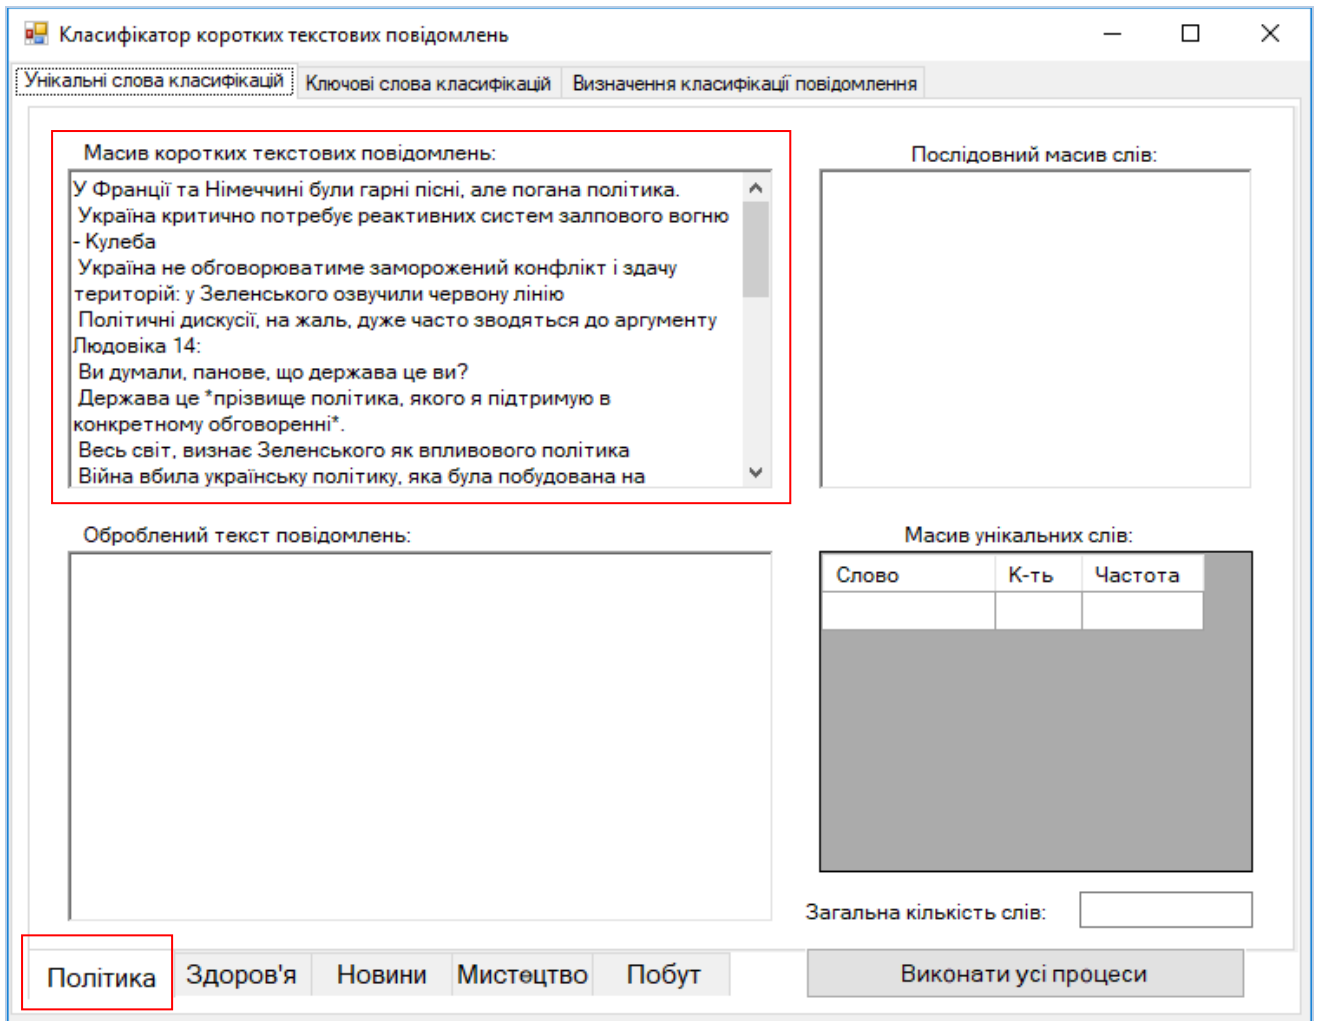 Класифікатор коротких текстових повідомлень
Унікальні слова класифікацій
Ключові слова класифікацій
Визначення класифікації повідомлення
Масив коротких текстових повідомлень:
У Франції та Німеччині були гарні пісні, але погана політика.
Україна критично потребує реактивних систем залпового вогню
- Кулеба
Україна не обговорюватиме заморожений конфлікт і здачу
територій: у Зеленського озвучили червону лінію
Політичні дискусії, на жаль, дуже часто зводяться до аргументу
Людовіка 14:
Ви думали, панове, що держава це ви?
Держава це *прізвище політика, якого я підтримую в
конкретному обговоренні*.
Весь світ, визнає Зеленського як впливового політика
Війна вбила українську політику, яка була побудована на
Послідовний масив слів:
Оброблений текст повідомлень:
Масив унікальних слів:
Слово К-ть Частота
Загальна кількість слів:
Політика
Здоров'я
Новини
Мистецтво
Побут
Виконати усі процеси